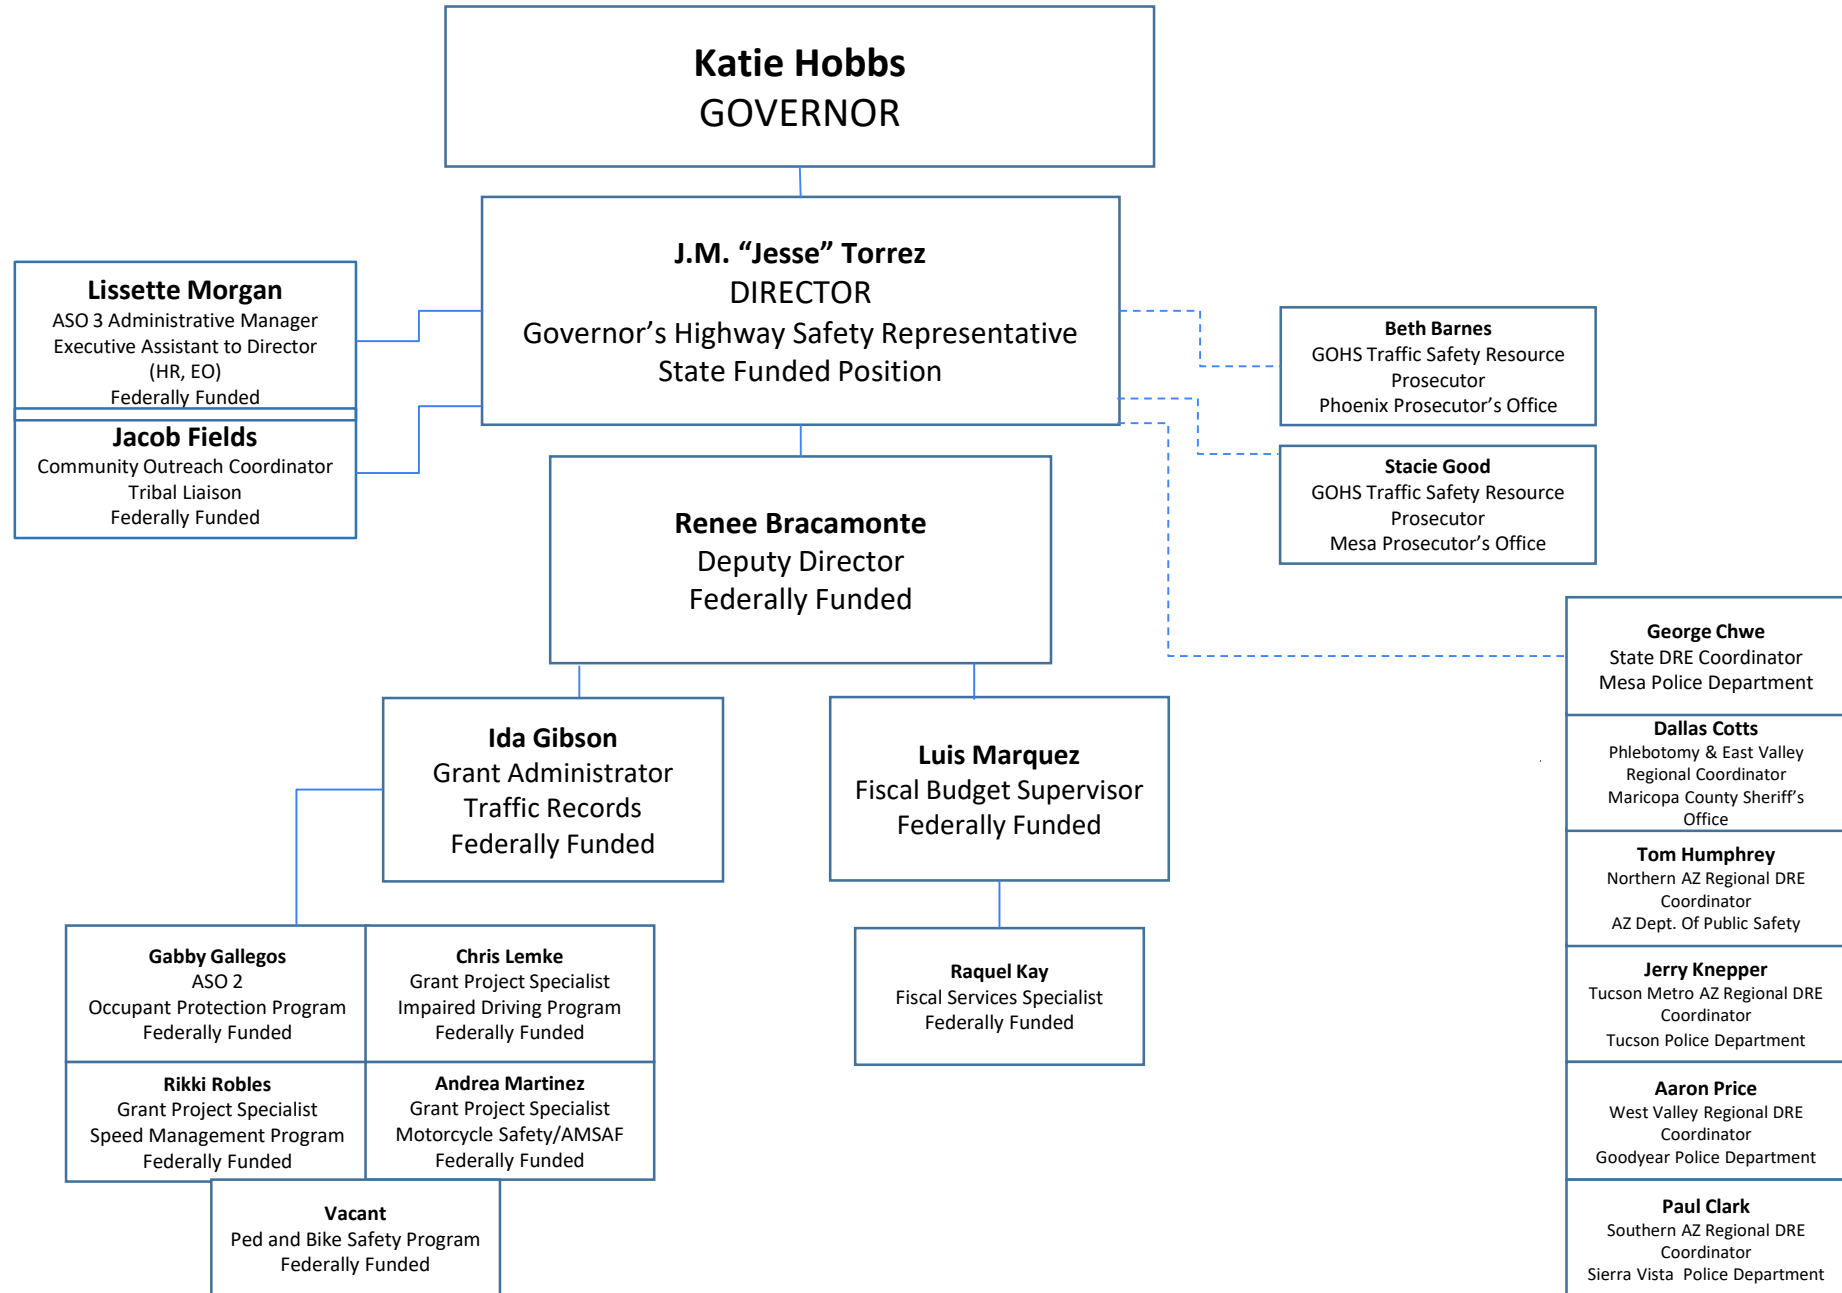 Katie Hobbs
GOVERNOR
J.M. “Jesse” Torrez
DIRECTOR
Governor’s Highway Safety Representative
State Funded Position
Lissette Morgan
ASO 3 Administrative Manager
Executive Assistant to Director
(HR, EO)
Federally Funded
Jacob Fields
Community Outreach Coordinator
Tribal Liaison
Federally Funded
Beth Barnes
GOHS Traffic Safety Resource
Prosecutor
Phoenix Prosecutor’s Office
Stacie Good
GOHS Traffic Safety Resource
Prosecutor
Mesa Prosecutor’s Office
Renee Bracamonte
Deputy Director
Federally Funded
Ida Gibson
Grant Administrator
Traffic Records
Federally Funded
Luis Marquez
Fiscal Budget Supervisor
Federally Funded
Gabby Gallegos
ASO 2
Occupant Protection Program
Federally Funded
Chris Lemke
Grant Project Specialist
Impaired Driving Program
Federally Funded
Rikki Robles
Grant Project Specialist
Speed Management Program
Federally Funded
Andrea Martinez
Grant Project Specialist
Motorcycle Safety/AMSAF
Federally Funded
Vacant
Ped and Bike Safety Program
Federally Funded
Raquel Kay
Fiscal Services Specialist
Federally Funded
George Chwe
State DRE Coordinator
Mesa Police Department
Dallas Cotts
Phlebotomy & East Valley
Regional Coordinator
Maricopa County Sheriff’s
Office
Tom Humphrey
Northern AZ Regional DRE
Coordinator
AZ Dept. Of Public Safety
Jerry Knepper
Tucson Metro AZ Regional DRE
Coordinator
Tucson Police Department
Aaron Price
West Valley Regional DRE
Coordinator
Goodyear Police Department
Paul Clark
Southern AZ Regional DRE
Coordinator
Sierra Vista  Police Department